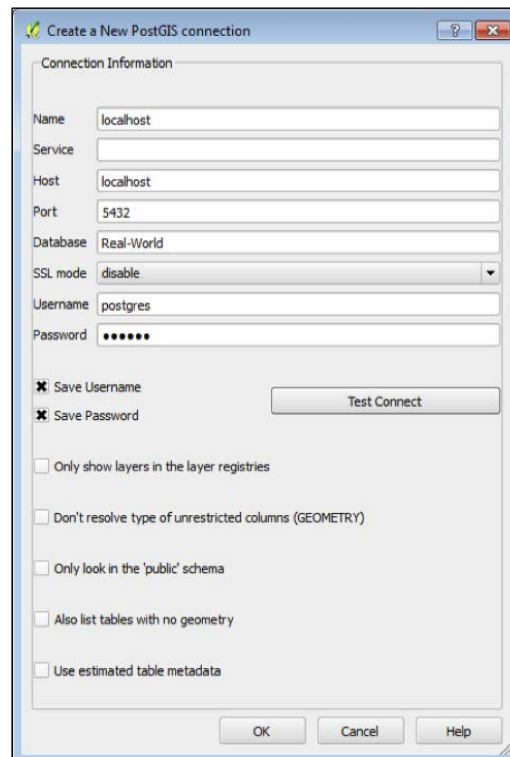 Create a New PostGIS connection
Connection Information
Name localhost
Service
Host localhost
Port 5432
Database Real-World
SSL mode disable
Username postgres
Password ●●●●●●
Save Username
Test Connect
Save Password
Only show layers in the layer registries
Don't resolve type of unrestricted columns (GEOMETRY)
Only look in the 'public' schema
Also list tables with no geometry
Use estimated table metadata
OK Cancel Help